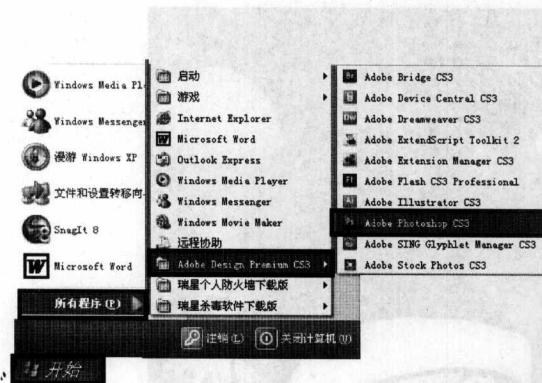 Windows Media Pl
Windows Messenge
漫游 Windows XP
文件和设置转移向
SnagIt 8
Microsoft Word
所有程序(P)
启动
游戏
Internet Explorer
Microsoft Word
Outlook Express
Windows Media Player
Windows Messenger
Windows Movie Maker
远程协助
Adobe Design Premium CS3
瑞星个人防火墙下载版
瑞星杀毒软件下载版
Adobe Bridge CS3
Adobe Device Central CS3
Adobe Dreamweaver CS3
Adobe ExtendScript Toolkit 2
Adobe Extension Manager CS3
Adobe Flash CS3 Professional
Adobe Illustrator CS3
Adobe Photoshop CS3
Adobe SING Glyphlet Manager CS3
Adobe Stock Photos CS3
注销(L)
关闭计算机(U)
开始